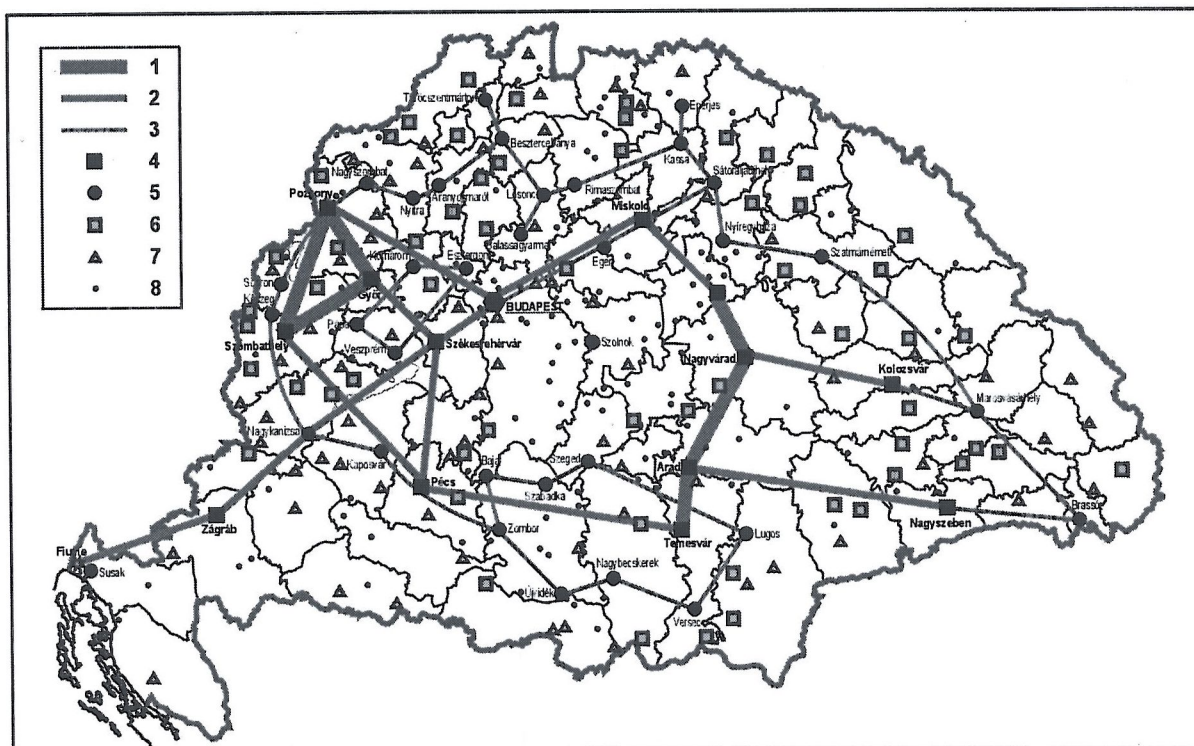 1
2
3
4
5
6
7
8
Eperjes
Besztercebánya
Kassa
Nagyszombat
Sátoraljaújhely
Aranyosmarót
Rimaszombat
Losonc
Pozsony
Nyitra
Miskolc
Balassagyarmat
Nyíregyháza
Eger
Szatmárnémeti
Komárom
Esztergom
Sopron
Győr
Kőszeg
BUDAPEST
Pápa
Szombathely
Székesfehérvár
Szolnok
Veszprém
Nagyvárad
Kolozsvár
Marosvásárhely
Nagykanizsa
Kaposvár
Szeged
Baja
Arad
Pécs
Szabadka
Nagyszeben
Brassó
Zágráb
Zombor
Temesvár
Lugos
Fiume
Susak
Nagybecskerek
Újvidék
Versec